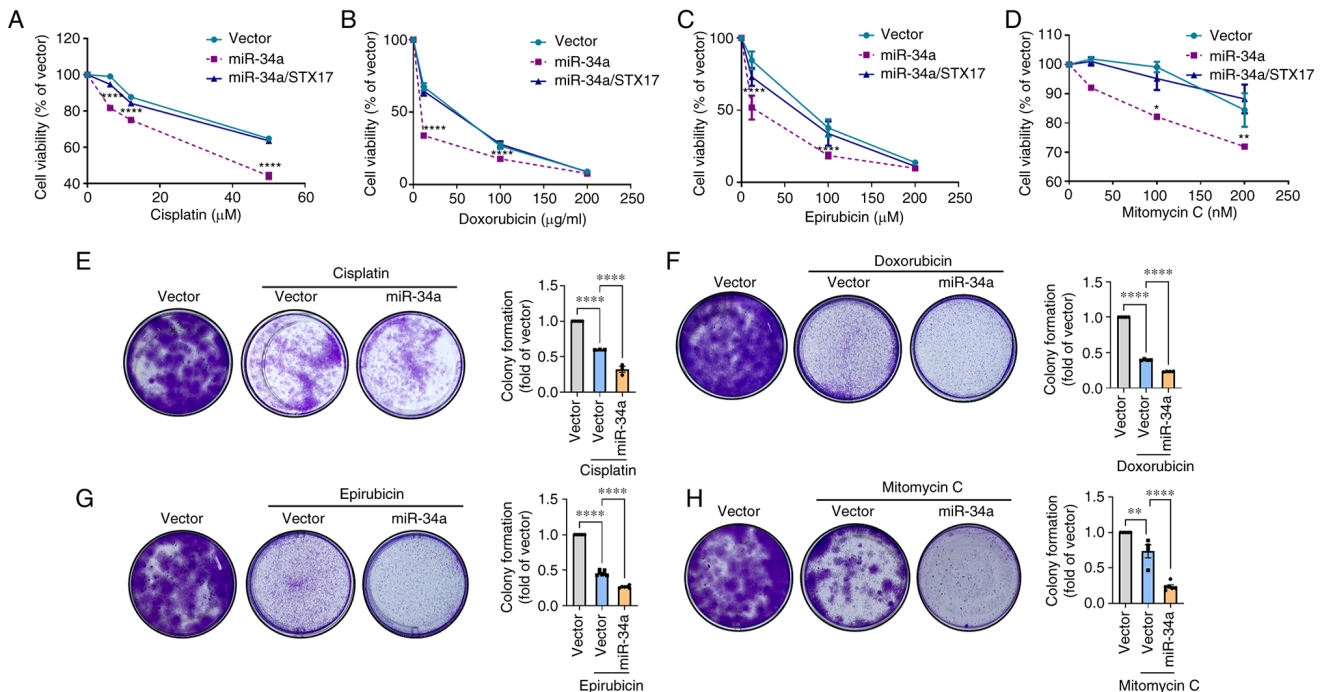 A
Cell viability (% of vector)
120
100
80
60
40
0
20
40
60
Cisplatin (μM)
Vector
miR-34a
miR-34a/STX17
****
****
****
B
Cell viability (% of vector)
100
50
0
0
50
100
150
200
250
Doxorubicin (μg/ml)
Vector
miR-34a
miR-34a/STX17
****
****
C
Cell viability (% of vector)
100
50
0
0
50
100
150
200
250
Epirubicin (μM)
Vector
miR-34a
miR-34a/STX17
****
****
D
Cell viability (% of vector)
110
100
90
80
70
60
0
50
100
150
200
250
Mitomycin C (nM)
Vector
miR-34a
miR-34a/STX17
*
**
E
Cisplatin
Vector
Vector
miR-34a
Colony formation
(fold of vector)
1.5
1.0
0.5
0.0
****
****
Vector
Vector
miR-34a
Cisplatin
F
Doxorubicin
Vector
Vector
miR-34a
Colony formation
(fold of vector)
1.5
1.0
0.5
0.0
****
****
Vector
Vector
miR-34a
Doxorubicin
G
Epirubicin
Vector
Vector
miR-34a
Colony formation
(fold of vector)
1.5
1.0
0.5
0.0
****
****
Vector
Vector
miR-34a
Epirubicin
H
Mitomycin C
Vector
Vector
miR-34a
Colony formation
(fold of vector)
1.5
1.0
0.5
0.0
**
****
Vector
Vector
miR-34a
Mitomycin C